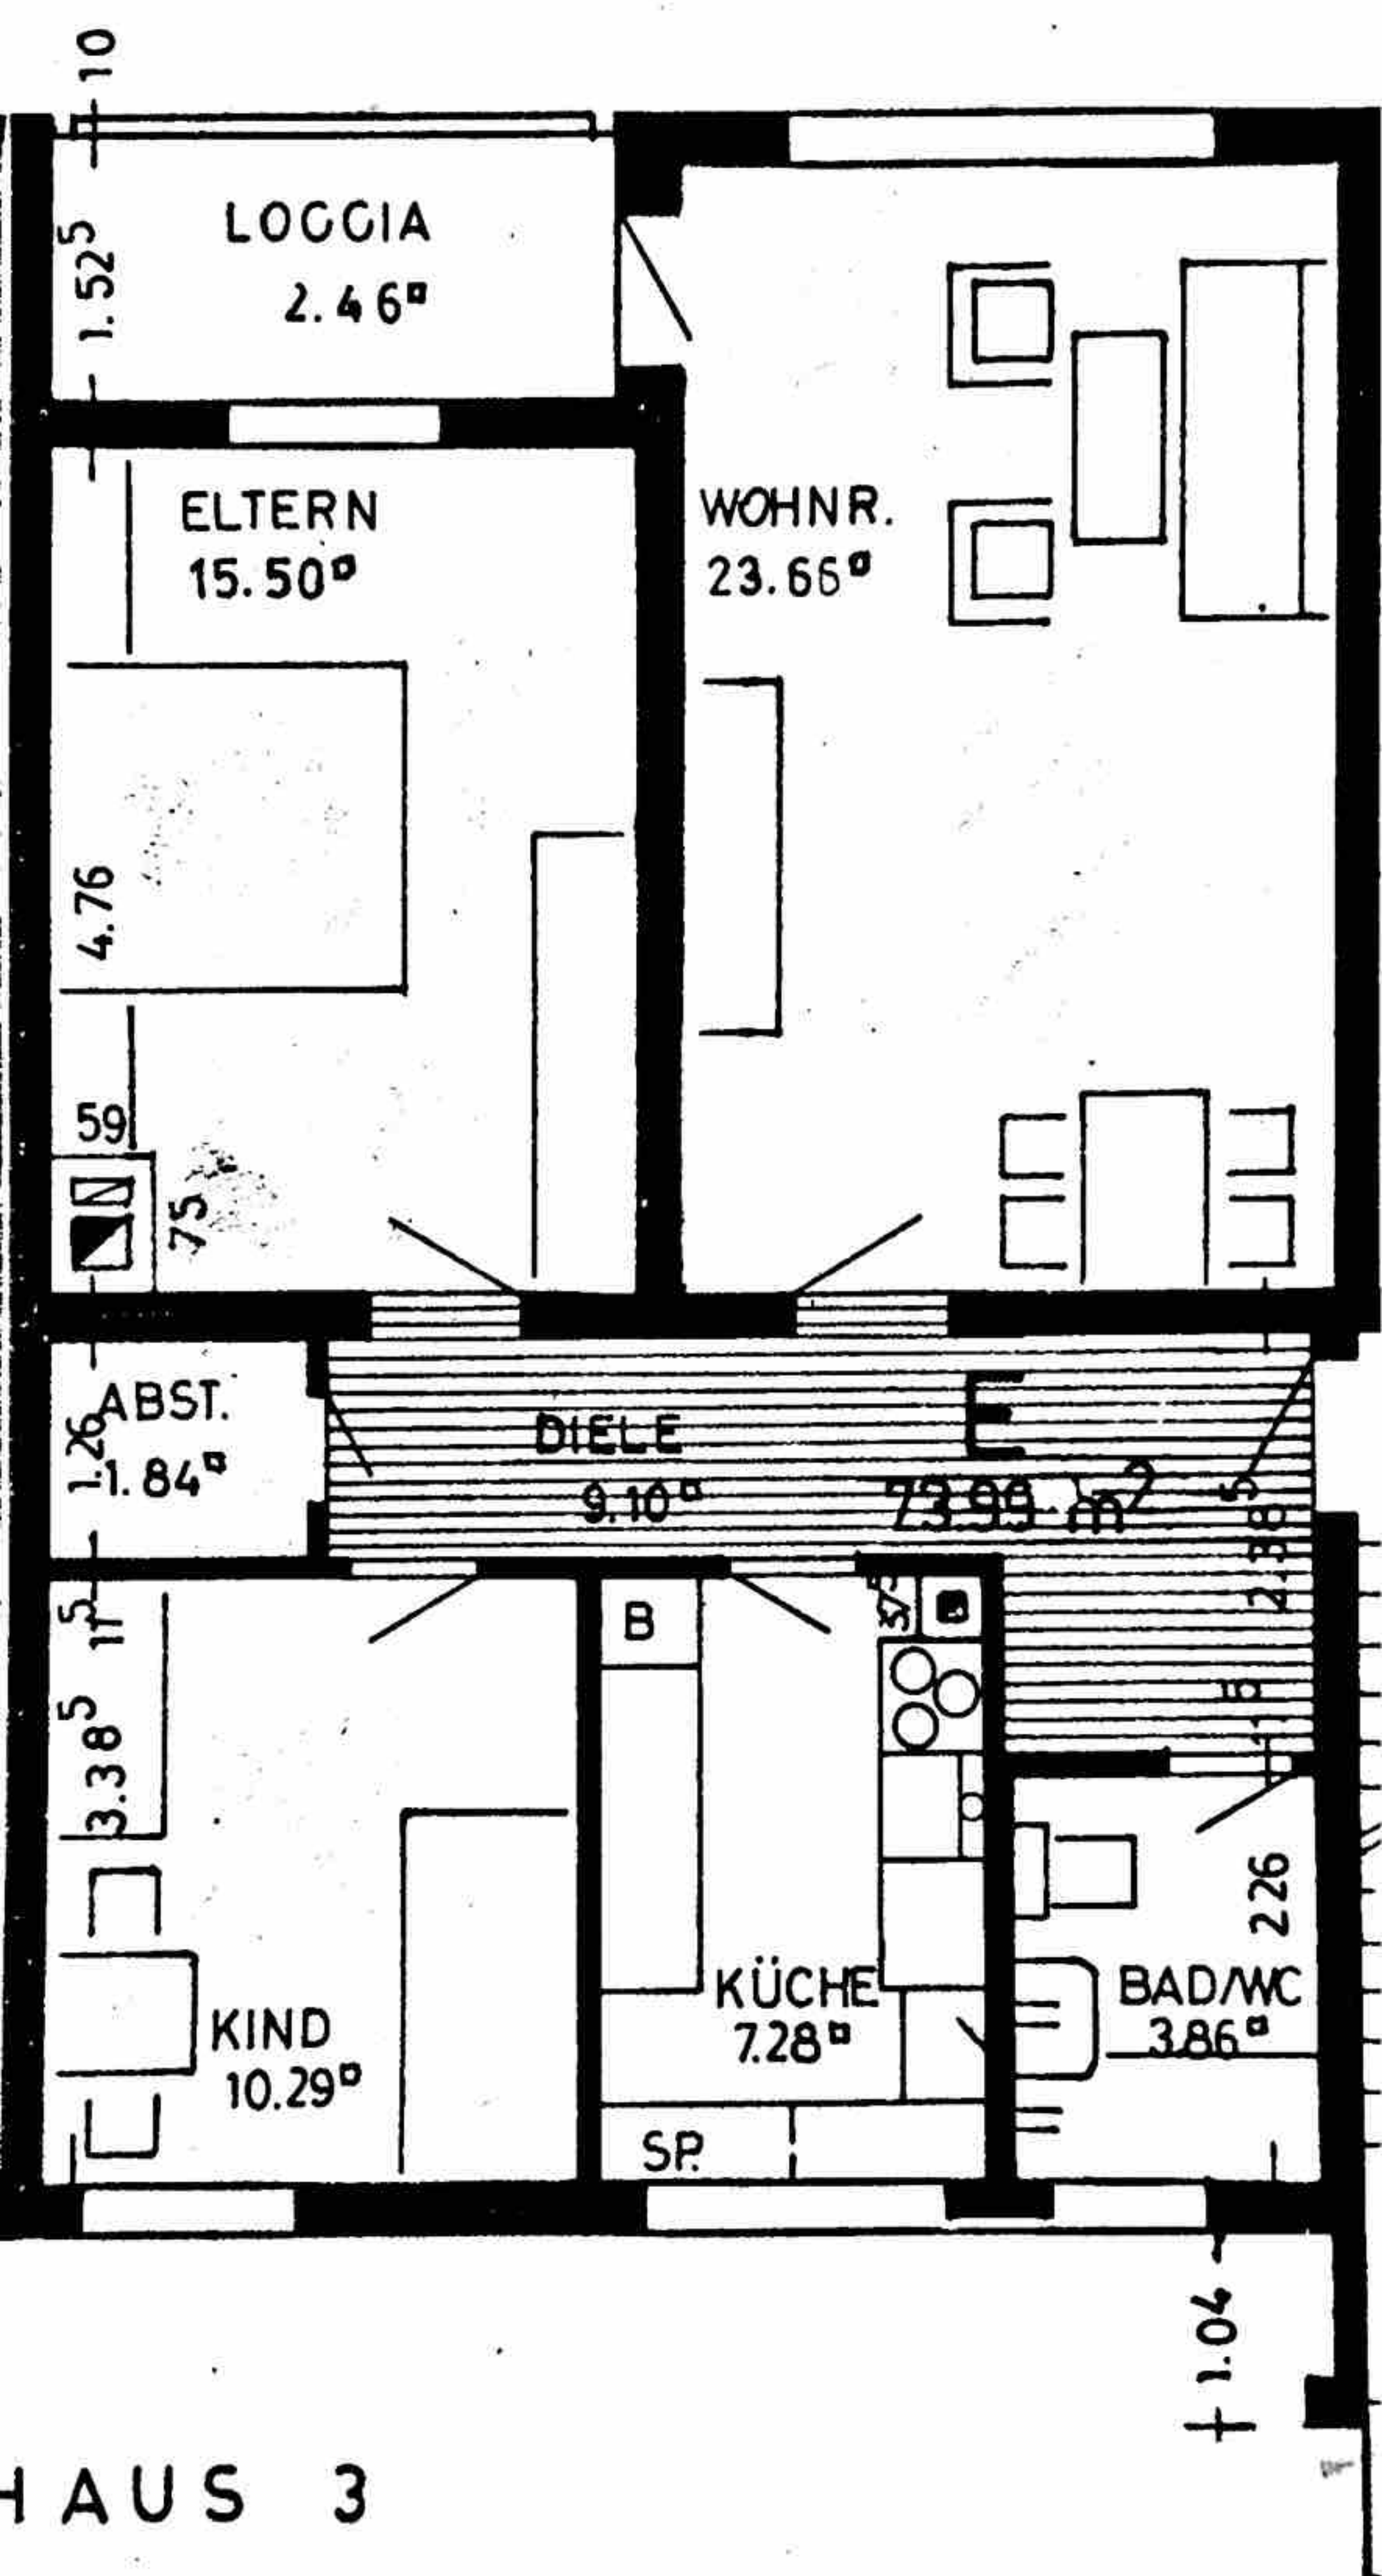 10
LOGGIA
2.46
1.52⁵
ELTERN
15.50
WOHNR.
23.66
4.76
59
75
ABST.
1.84
1.26
DIELE
9.10
E
73.99 m²
2.38⁵
11⁵
B
37⁵
3.38⁵
2.26
KÜCHE
7.28
BAD/WC
3.86
KIND
10.29
SP.
1.04
HAUS 3